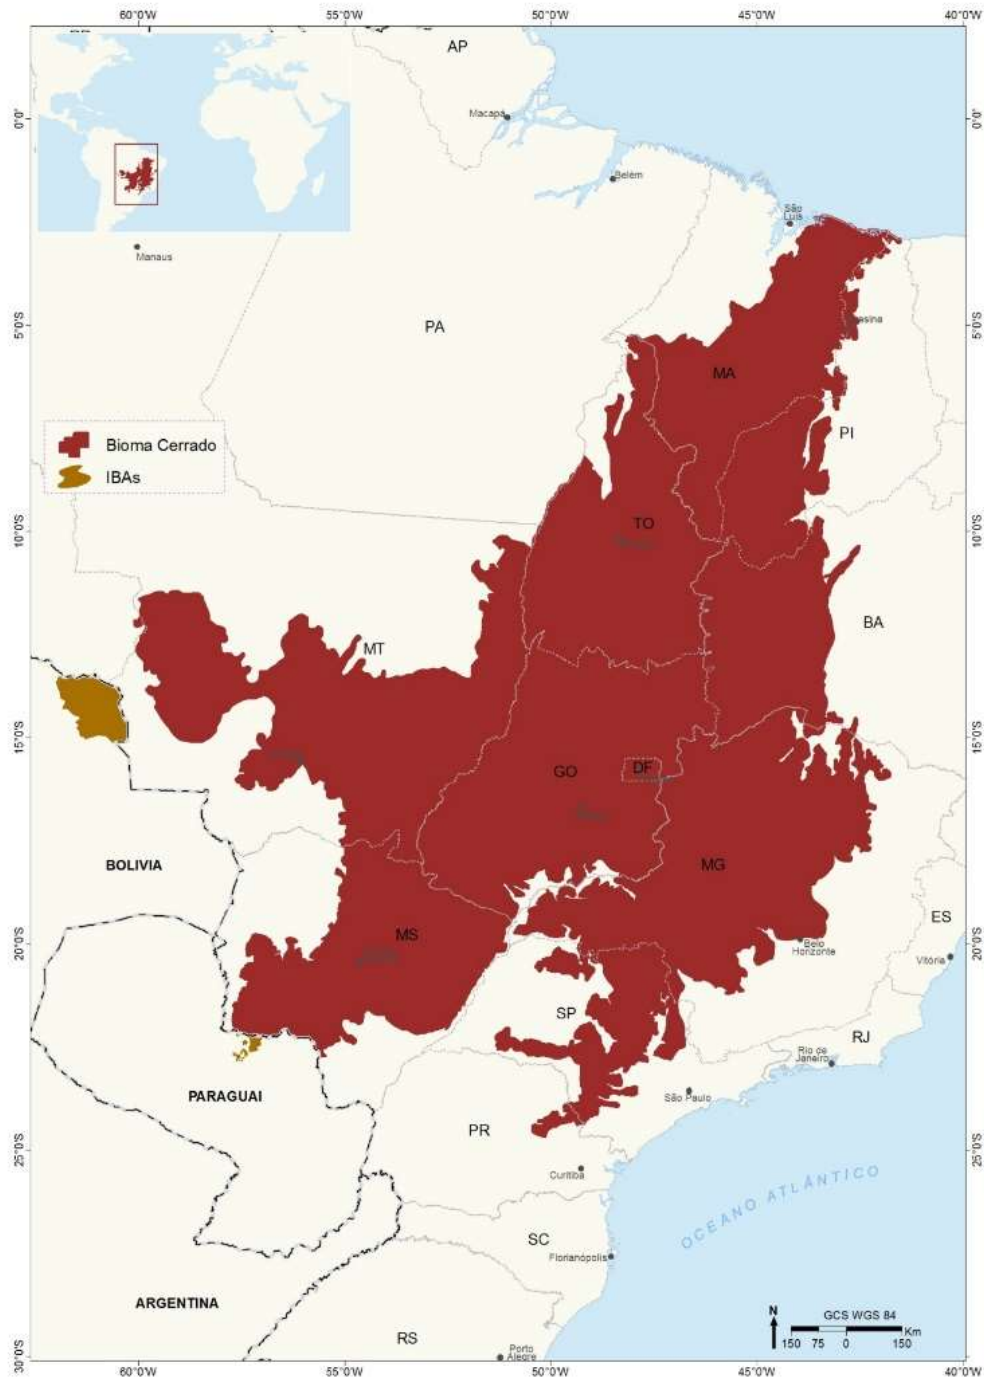 60°0'W 55°0'W 50°0'W 45°0'W 40°0'W
AP
Macapá
0°0'
0°0'
Belém
São
Luís
Manaus
5°0'S
5°0'S
PA
MA
PI
Bioma Cerrado
IBAs
10°0'S
10°0'S
TO
BA
MT
15°0'S
15°0'S
GO
DF
BOLIVIA
MG
MS
ES
20°0'S
20°0'S
Belo
Horizonte
Vitória
SP
RJ
Rio de
Janeiro
PARAGUAI
São Paulo
PR
25°0'S
25°0'S
Curitiba
OCEANO ATLÂNTICO
SC
Florianópolis
ARGENTINA
N
GCS WGS 84
Km
150 75 0 150
RS
Porto
Alegre
30°0'S
60°0'W 55°0'W 50°0'W 45°0'W 40°0'W